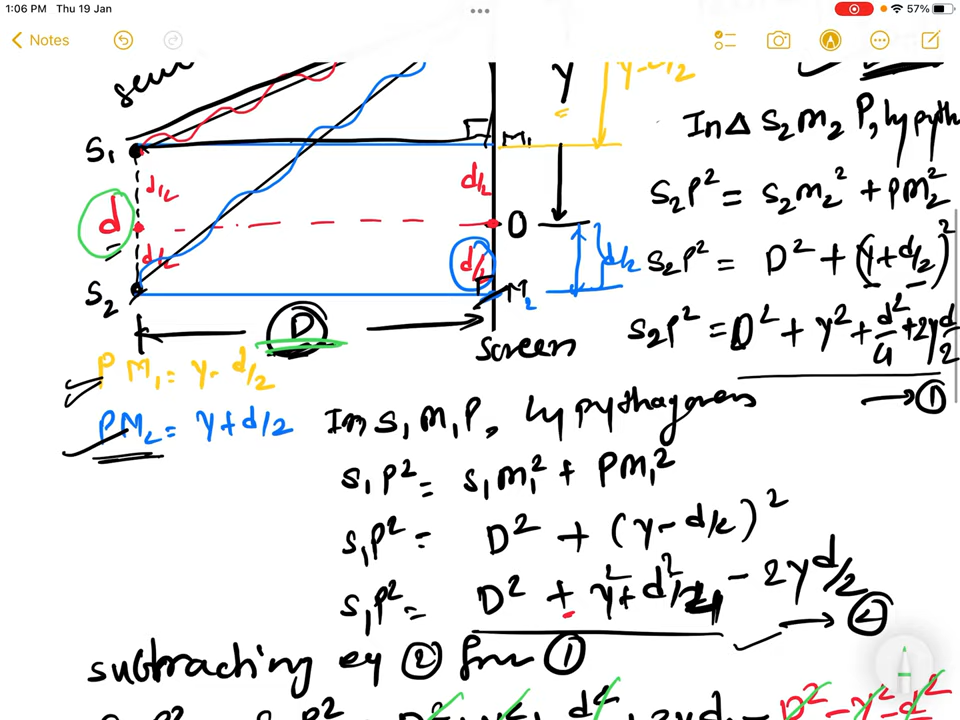 1:06 PM Thu 19 Jan
57%
Notes
S₁
M₁
d/2
d/2
y
y-d/2
d
O
d/2
d/2
d/2
S₂
M₂
D
Screen
PM₁ = y - d/2
PM₂ = y + d/2
In Δ S₂M₂P, by pyth
S₂P² = S₂M₂² + PM₂²
S₂P² = D² + (y + d/2)²
S₂P² = D² + y² + d²/4 + 2yd/2
→ ①
In S₁M₁P, by pythagoras
S₁P² = S₁M₁² + PM₁²
S₁P² = D² + (y - d/2)²
S₁P² = D² + y² + d²/4 - 2yd/2
→ ②
subtracting eq ② from ①